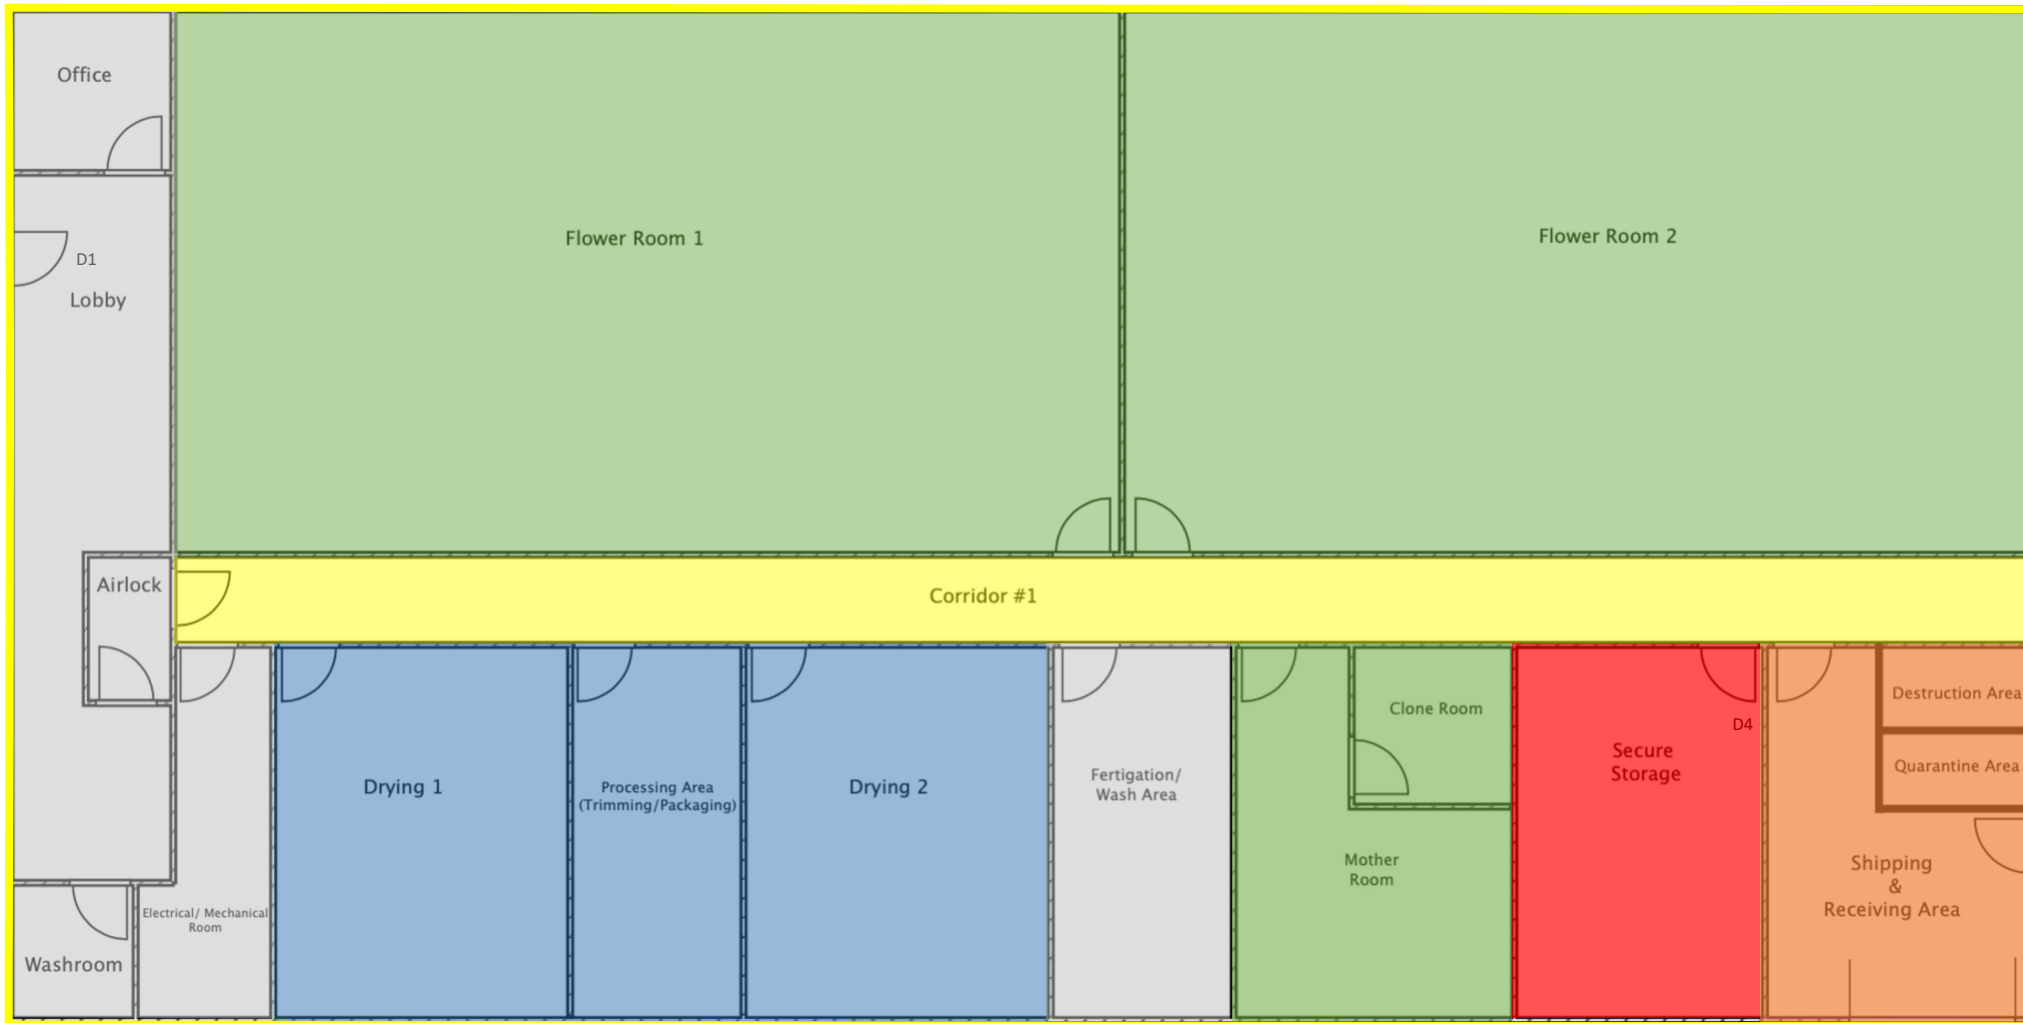 Office
Flower Room 1
Flower Room 2
D1
Lobby
Airlock
Corridor #1
Drying 1
Processing Area
(Trimming/Packaging)
Drying 2
Fertigation/
Wash Area
Clone Room
Mother
Room
D4
Secure
Storage
Destruction Area
Quarantine Area
Shipping
&
Receiving Area
Electrical/ Mechanical
Room
Washroom